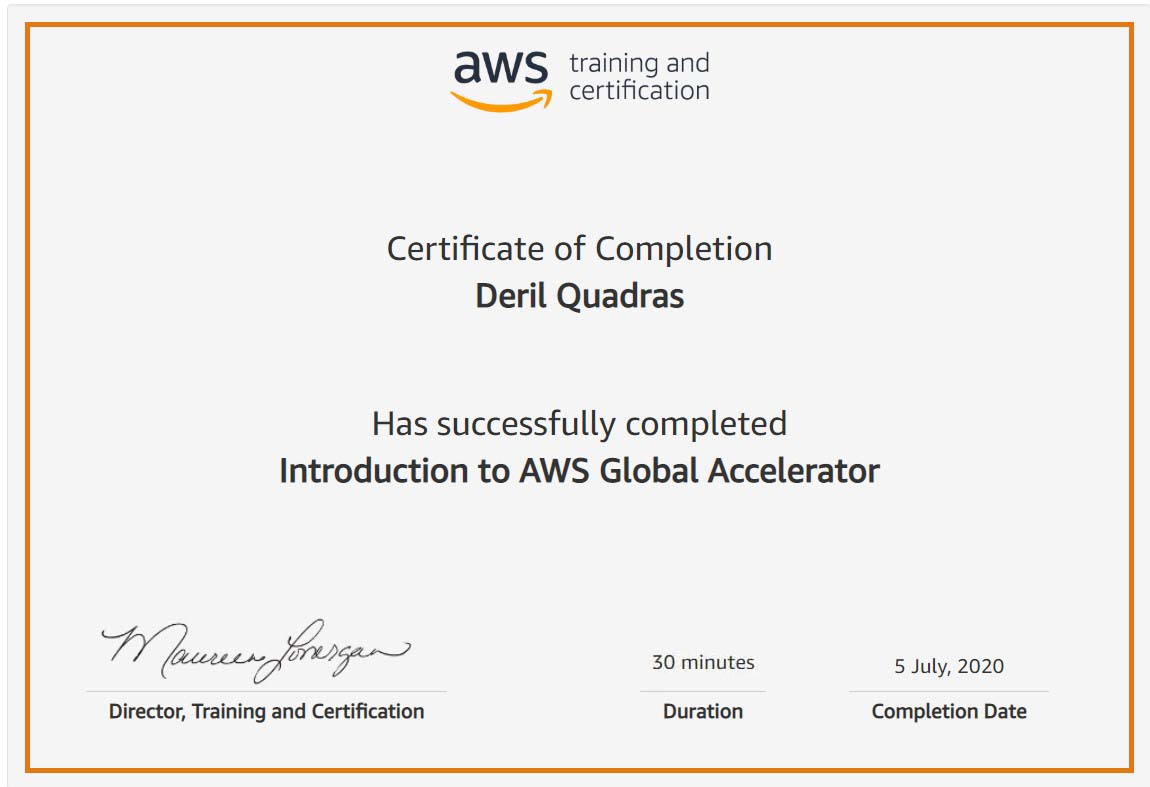 aws training and
certification
Certificate of Completion
Deril Quadras
Has successfully completed
Introduction to AWS Global Accelerator
Maureen Lonergan
30 minutes
5 July, 2020
Director, Training and Certification
Duration
Completion Date